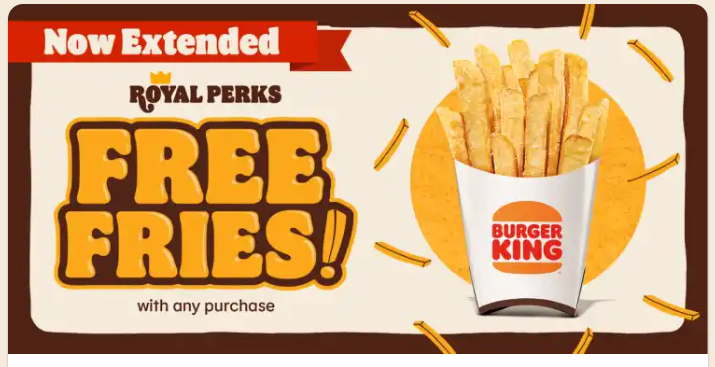 Now Extended
ROYAL PERKS
FREE
FRIES!
with any purchase
BURGER
KING